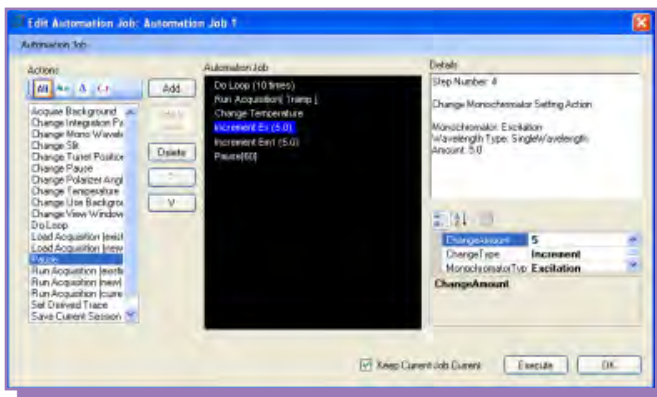 Edit Automation Job: Automation Job 1
Automation Job
Actions
All
Add
Delete
V
Acquire Background
Change Integration
Change Mono Wavele
Change Slit
Change Turret Position
Change Pause
Change Polarizer Angl
Change Temperature
Change Use Backgrou
Change View Window
Do Loop
Load Acquisition [exist
Load Acquisition [new
Pause
Run Acquisition [existi
Run Acquisition [new]
Run Acquisition [curre
Set Derived Trace
Save Current Session
Automation Job
Do Loop (10 times)
Run Acquisition[
Change Temperature
Increment Ex (5.0)
Increment Em1 (5.0)
Pause[60]
Details
Step Number: 4
Change Monochromator Setting Action
Monochromator: Excitation
Wavelength Type: SingleWavelength
Amount: 5.0
ChangeAmount 5
ChangeType Increment
MonochromatorTyp Excitation
ChangeAmount
Keep Current Job Current
Execute
OK